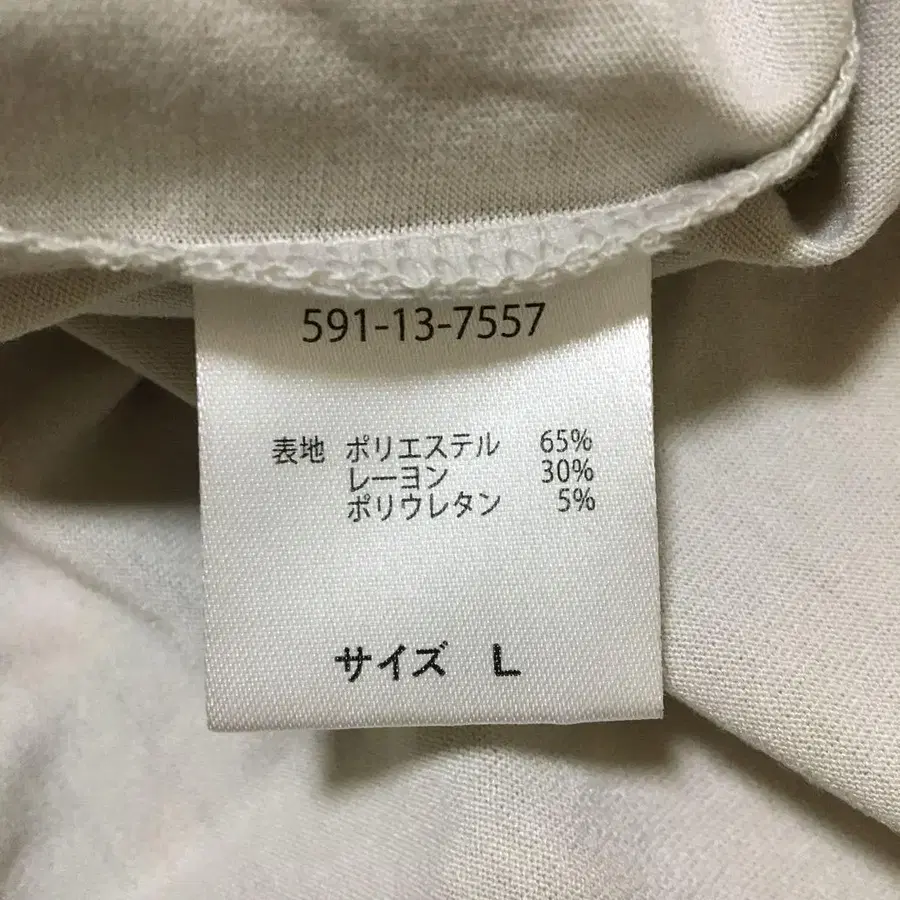 591-13-7557
表地 ポリエステル 65%
レーヨン 30%
ポリウレタン 5%
サイズ L